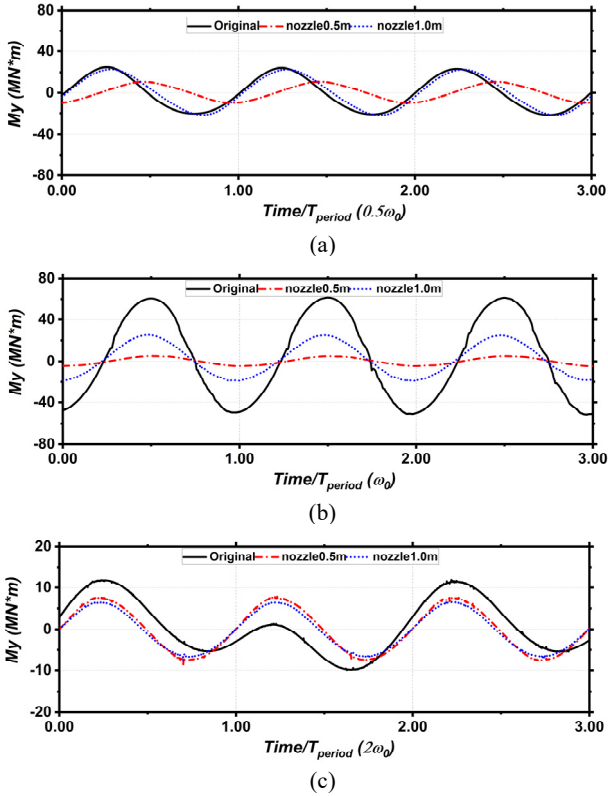 Original nozzle0.5m nozzle1.0m
80
40
0
-40
-80
My (MN*m)
0.00 1.00 2.00 3.00
Time/Tperiod (0.5ω0)
(a)
Original nozzle0.5m nozzle1.0m
80
40
0
-40
-80
My (MN*m)
0.00 1.00 2.00 3.00
Time/Tperiod (ω0)
(b)
Original nozzle0.5m nozzle1.0m
20
10
0
-10
-20
My (MN*m)
0.00 1.00 2.00 3.00
Time/Tperiod (2ω0)
(c)